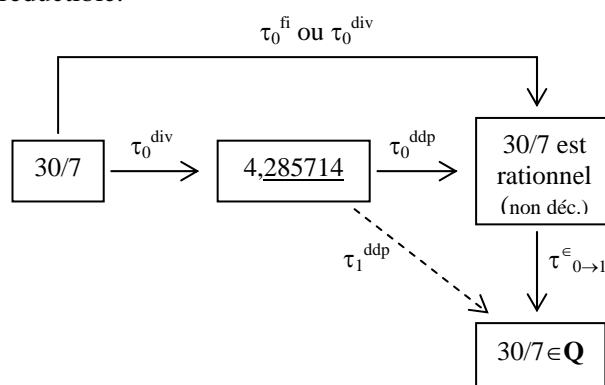 réductible.
τ₀ᶠⁱ ou τ₀ᵈⁱᵛ
30/7
τ₀ᵈⁱᵛ
4,285714
τ₀ᵈᵈᵖ
30/7 est
rationnel
(non déc.)
τ₁ᵈᵈᵖ
τ^∈₀→₁
30/7∈Q